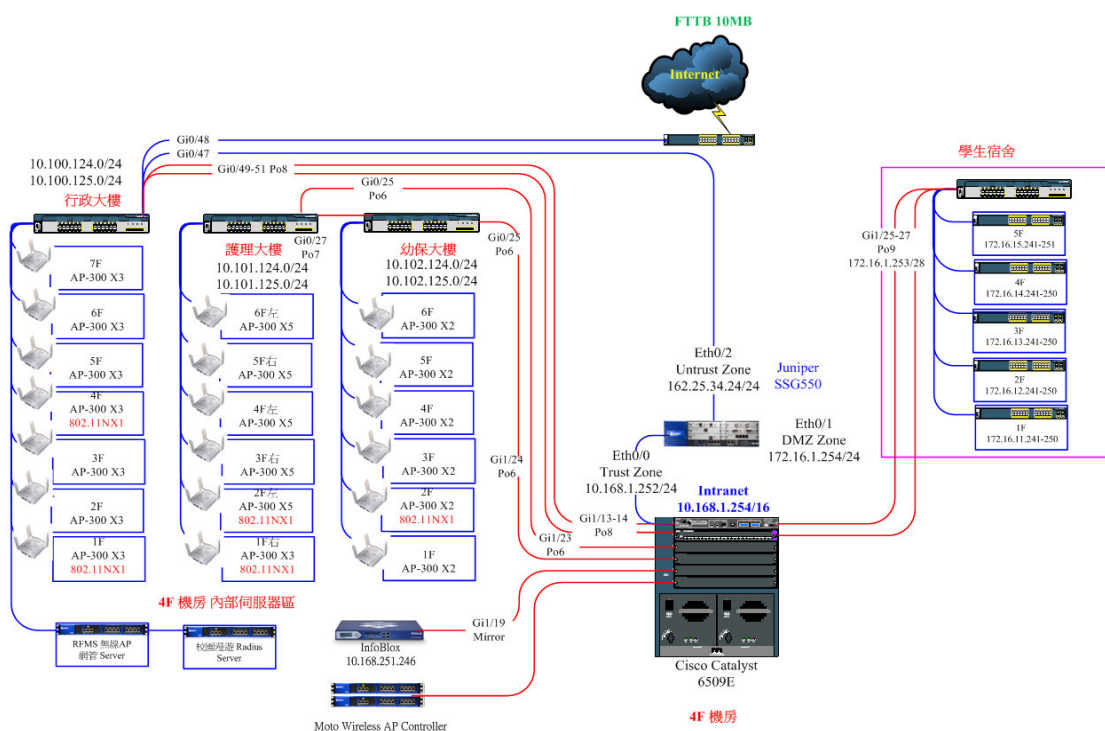 FTTB 10MB
Internet
Gi0/48
Gi0/47
Gi0/49-51 Po8
10.100.124.0/24
10.100.125.0/24
行政大樓
7F
AP-300 X3
6F
AP-300 X3
5F
AP-300 X3
4F
AP-300 X3
802.11NX1
3F
AP-300 X3
2F
AP-300 X3
1F
AP-300 X3
802.11NX1
Gi0/25
Po6
Gi0/27
Po7
護理大樓
10.101.124.0/24
10.101.125.0/24
6F左
AP-300 X5
5F右
AP-300 X5
4F左
AP-300 X5
3F右
AP-300 X5
2F左
AP-300 X5
802.11NX1
1F右
AP-300 X3
802.11NX1
Gi0/25
Po6
幼保大樓
10.102.124.0/24
10.102.125.0/24
6F
AP-300 X2
5F
AP-300 X2
4F
AP-300 X2
3F
AP-300 X2
2F
AP-300 X2
802.11NX1
1F
AP-300 X2
Gi1/24
Po6
Gi1/23
Po6
Gi1/13-14
Po8
4F 機房 內部伺服器區
RFMS 無線AP
網管 Server
校園漫遊 Radius
Server
InfoBlox
10.168.251.246
Gi1/19
Mirror
Moto Wireless AP Controller
Eth0/2
Untrust Zone
162.25.34.24/24
Juniper
SSG550
Eth0/1
DMZ Zone
172.16.1.254/24
Eth0/0
Trust Zone
10.168.1.252/24
Intranet
10.168.1.254/16
Cisco Catalyst
6509E
4F 機房
Gi1/25-27
Po9
172.16.1.253/28
學生宿舍
5F
172.16.15.241-251
4F
172.16.14.241-250
3F
172.16.13.241-250
2F
172.16.12.241-250
1F
172.16.11.241-250